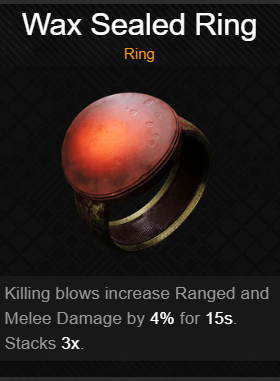 Wax Sealed Ring
Ring
Killing blows increase Ranged and
Melee Damage by 4% for 15s.
Stacks 3x.